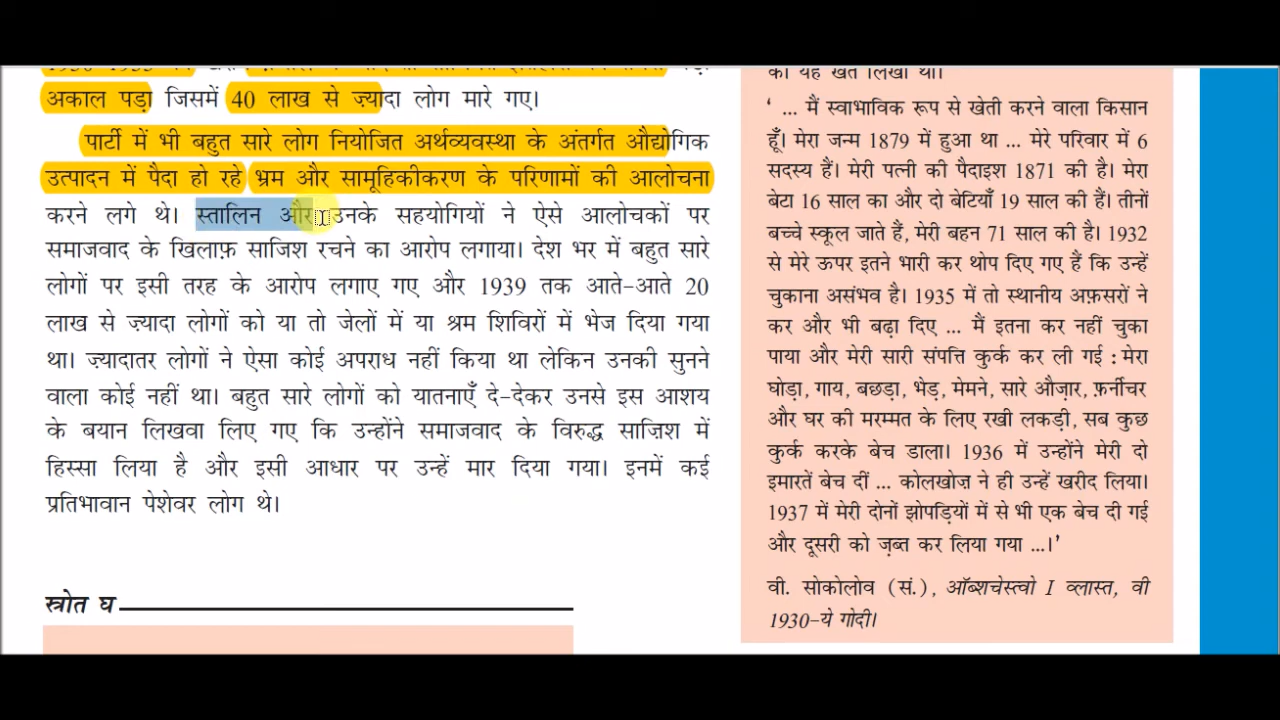 अकाल पड़ा जिसमें 40 लाख से ज़्यादा लोग मारे गए।
पार्टी में भी बहुत सारे लोग नियोजित अर्थव्यवस्था के अंतर्गत औद्योगिक
उत्पादन में पैदा हो रहे भ्रम और सामूहिकीकरण के परिणामों की आलोचना
करने लगे थे। स्तालिन और उनके सहयोगियों ने ऐसे आलोचकों पर
समाजवाद के खिलाफ़ साजिश रचने का आरोप लगाया। देश भर में बहुत सारे
लोगों पर इसी तरह के आरोप लगाए गए और 1939 तक आते-आते 20
लाख से ज़्यादा लोगों को या तो जेलों में या श्रम शिविरों में भेज दिया गया
था। ज़्यादातर लोगों ने ऐसा कोई अपराध नहीं किया था लेकिन उनकी सुनने
वाला कोई नहीं था। बहुत सारे लोगों को यातनाएँ दे-देकर उनसे इस आशय
के बयान लिखवा लिए गए कि उन्होंने समाजवाद के विरुद्ध साज़िश में
हिस्सा लिया है और इसी आधार पर उन्हें मार दिया गया। इनमें कई
प्रतिभावान पेशेवर लोग थे।
स्त्रोत घ
को यह खत लिखा था।
‘ ... मैं स्वाभाविक रूप से खेती करने वाला किसान
हूँ। मेरा जन्म 1879 में हुआ था ... मेरे परिवार में 6
सदस्य हैं। मेरी पत्नी की पैदाइश 1871 की है। मेरा
बेटा 16 साल का और दो बेटियाँ 19 साल की हैं। तीनों
बच्चे स्कूल जाते हैं, मेरी बहन 71 साल की है। 1932
से मेरे ऊपर इतने भारी कर थोप दिए गए हैं कि उन्हें
चुकाना असंभव है। 1935 में तो स्थानीय अफ़सरों ने
कर और भी बढ़ा दिए ... मैं इतना कर नहीं चुका
पाया और मेरी सारी संपत्ति कुर्क कर ली गई : मेरा
घोड़ा, गाय, बछड़ा, भेड़, मेमने, सारे औज़ार, फ़र्नीचर
और घर की मरम्मत के लिए रखी लकड़ी, सब कुछ
कुर्क करके बेच डाला। 1936 में उन्होंने मेरी दो
इमारतें बेच दीं ... कोलखोज़ ने ही उन्हें खरीद लिया।
1937 में मेरी दोनों झोपड़ियों में से भी एक बेच दी गई
और दूसरी को ज़ब्त कर लिया गया ...।’
वी. सोकोलोव (सं.), ऑब्शचेस्त्वो I व्लास्त, वी
1930-ये गोदी।